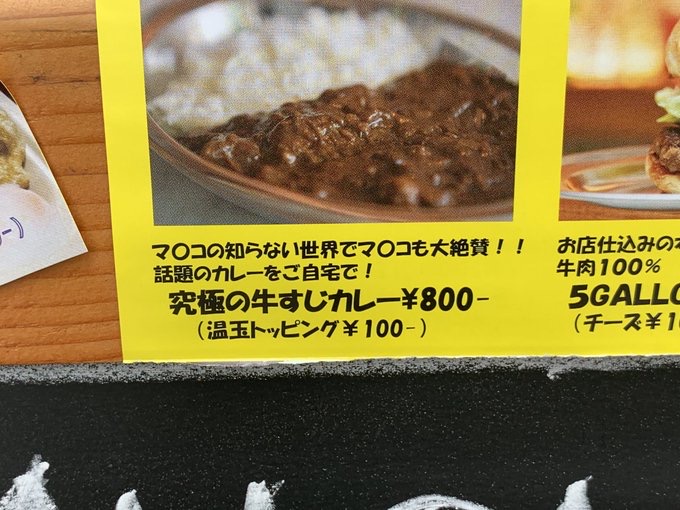 マ〇コの知らない世界でマ〇コも大絶賛！！
話題のカレーをご自宅で！
究極の牛すじカレー¥800-
(温玉トッピング¥100-)
お店仕込みの
牛肉100%
5GALLO
(チーズ¥1